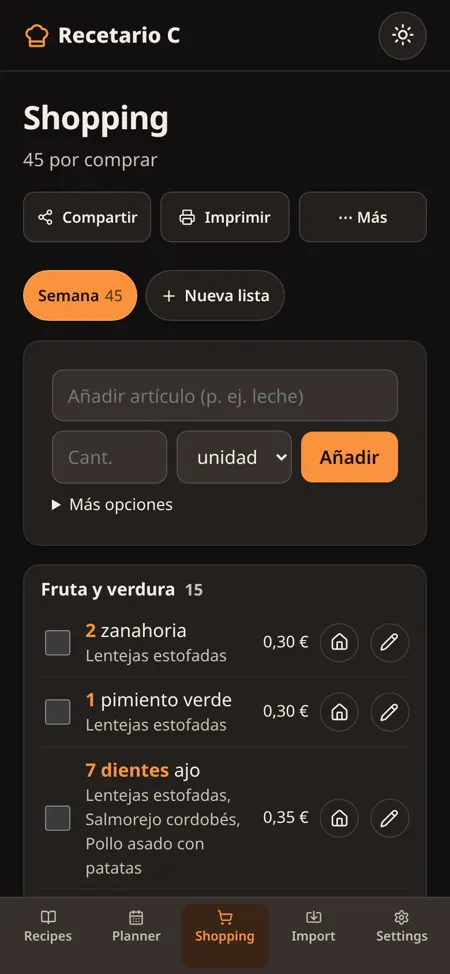 Recetario C
Shopping
45 por comprar
Compartir
Imprimir
··· Más
Semana 45
+ Nueva lista
Añadir artículo (p. ej. leche)
Cant.
unidad
Añadir
▶ Más opciones
Fruta y verdura 15
2 zanahoria
Lentejas estofadas
0,30 €
1 pimiento verde
Lentejas estofadas
0,30 €
7 dientes ajo
Lentejas estofadas,
Salmorejo cordobés,
Pollo asado con
patatas
0,35 €
Recipes
Planner
Shopping
Import
Settings